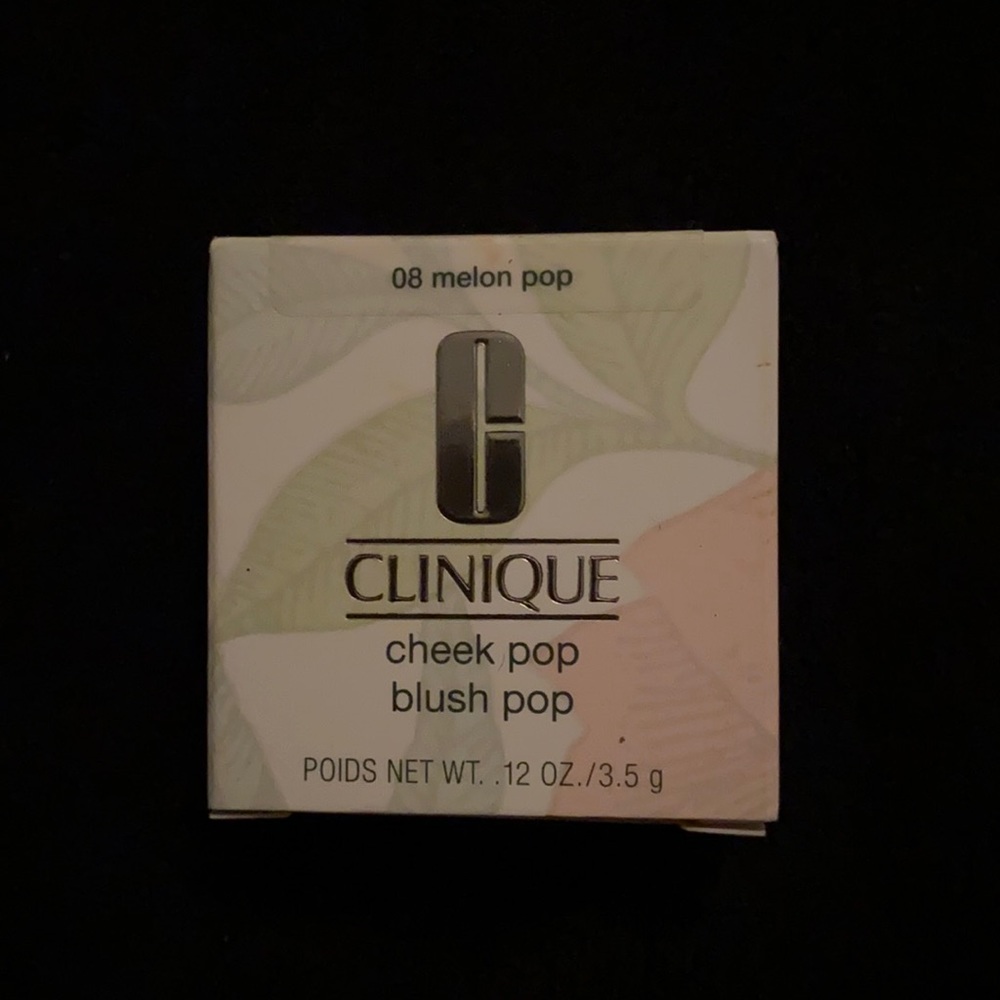 08 melon pop
CLINIQUE
cheek pop
blush pop
POIDS NET WT. .12 OZ./3.5 g